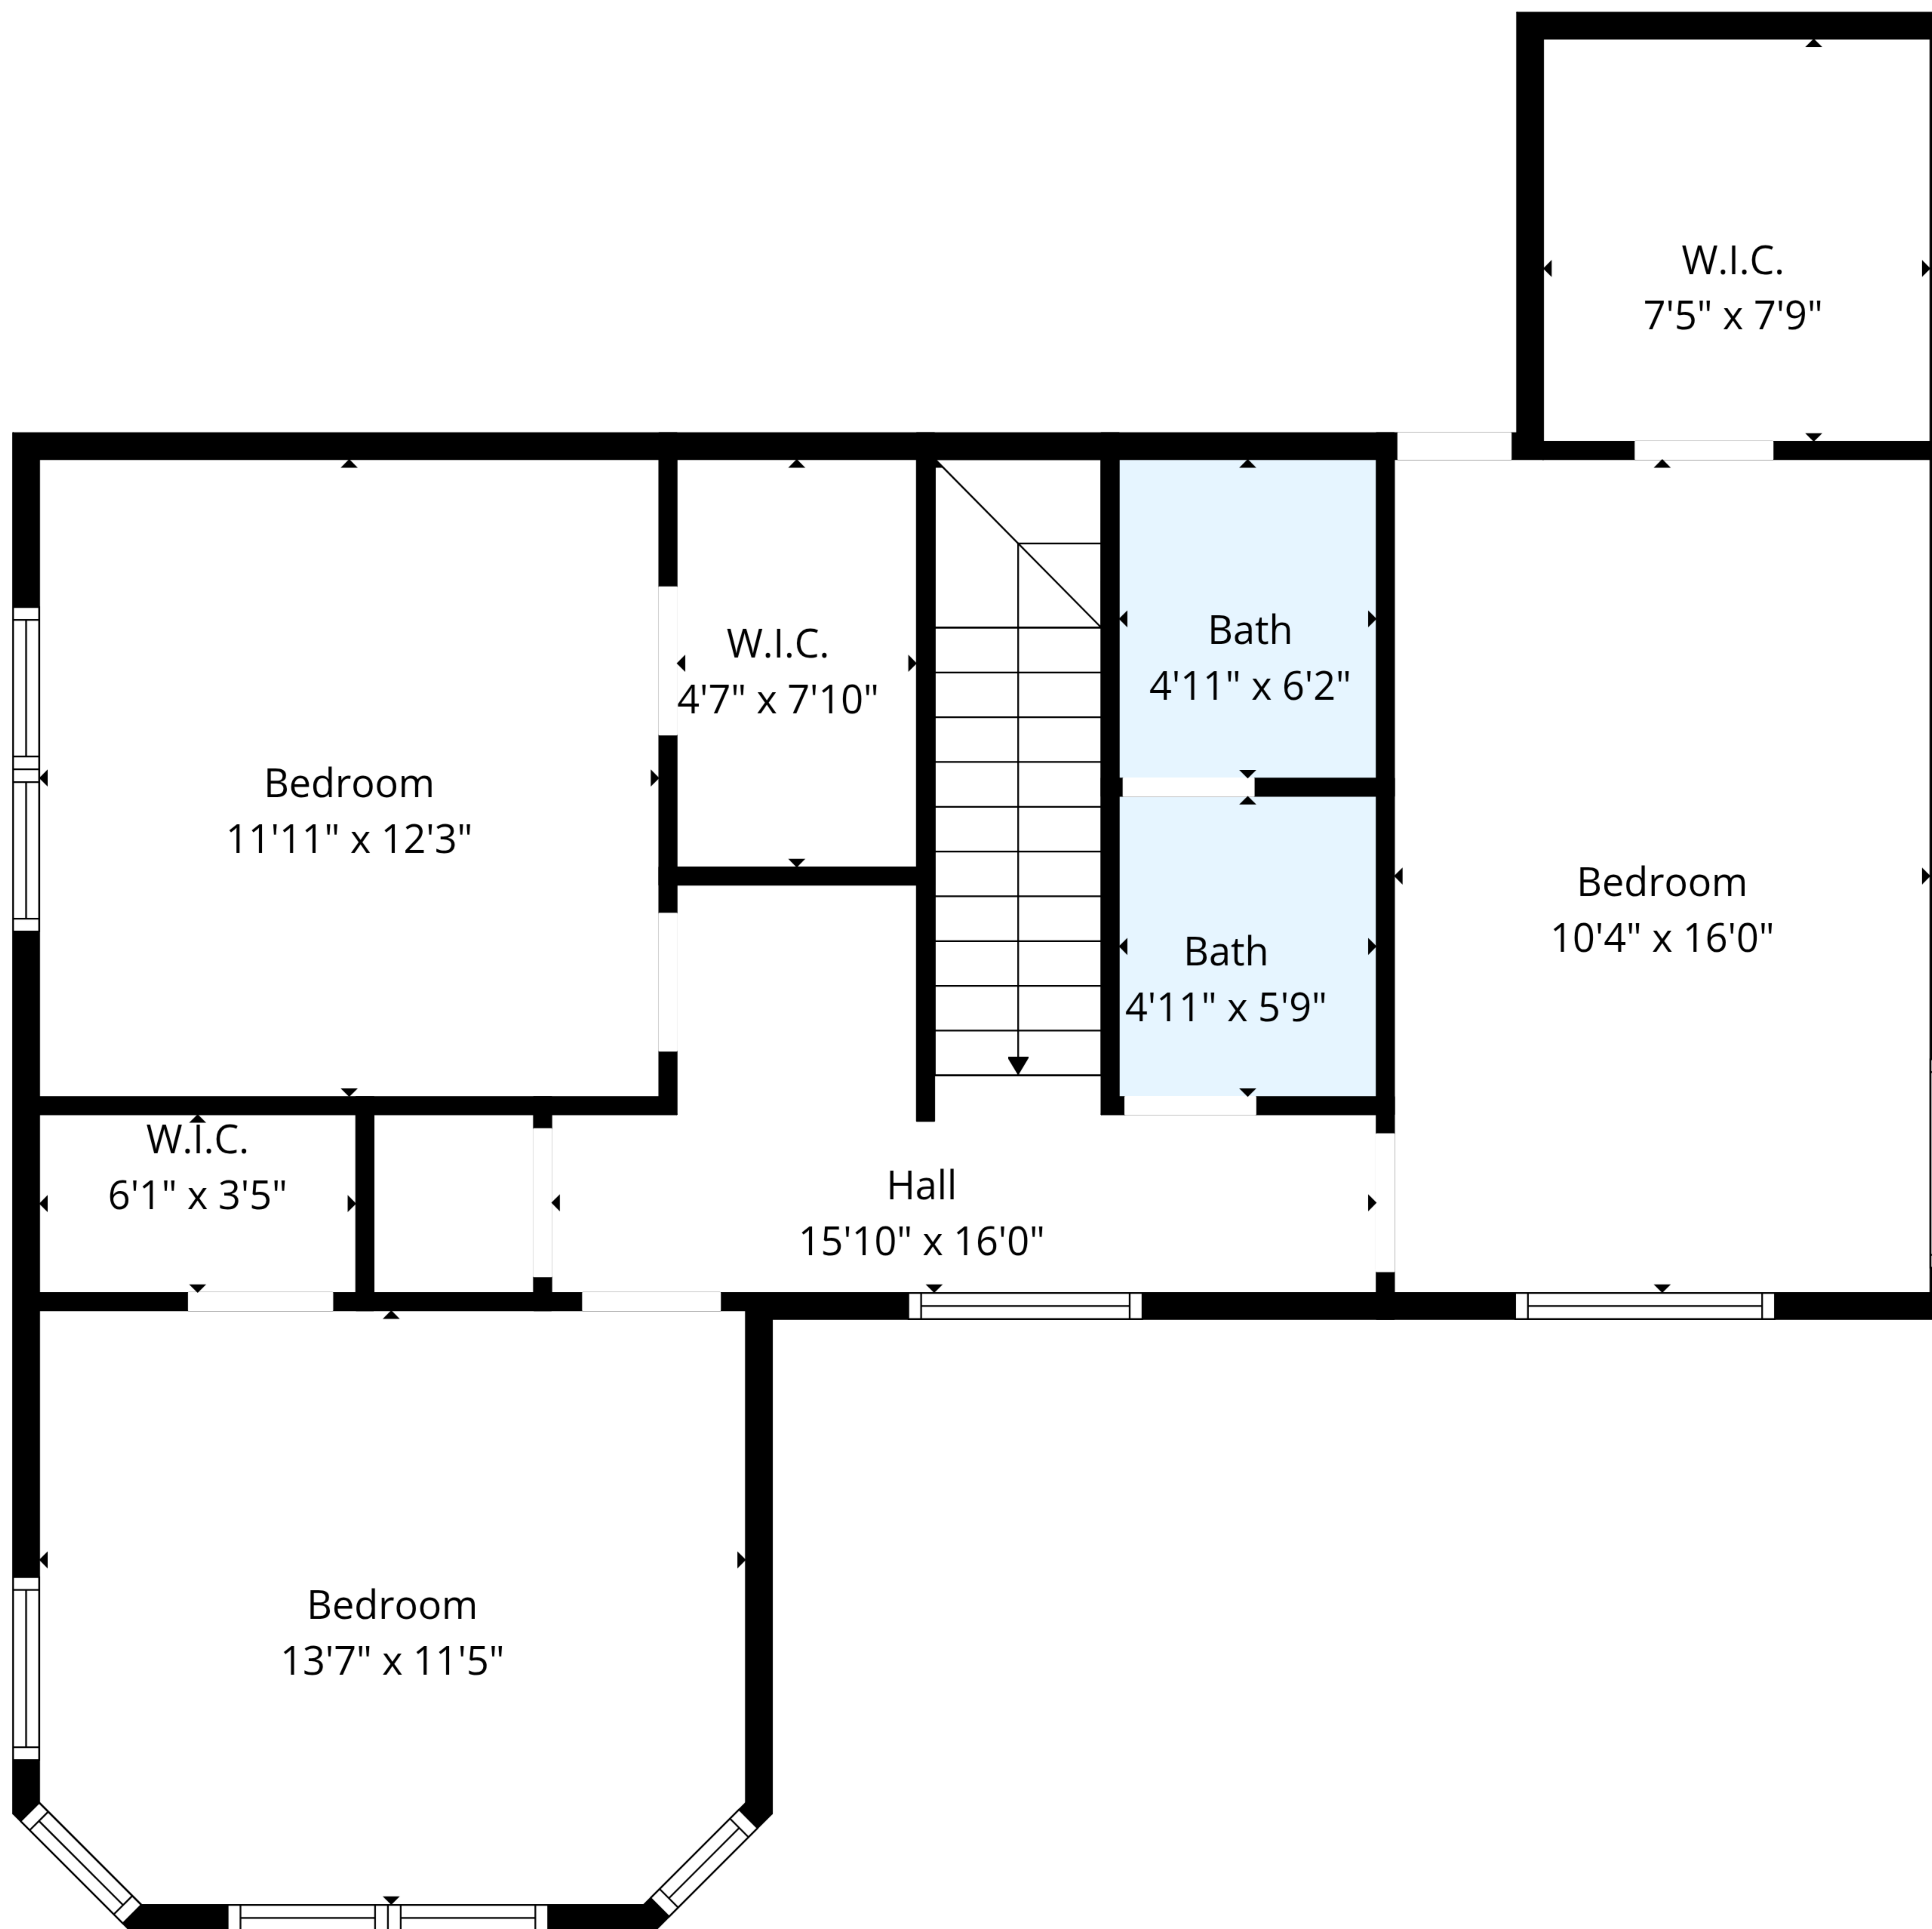 W.I.C.
7'5" x 7'9"
Bath
4'11" x 6'2"
W.I.C.
4'7" x 7'10"
Bedroom
11'11" x 12'3"
Bedroom
10'4" x 16'0"
Bath
4'11" x 5'9"
W.I.C.
6'1" x 3'5"
Hall
15'10" x 16'0"
Bedroom
13'7" x 11'5"